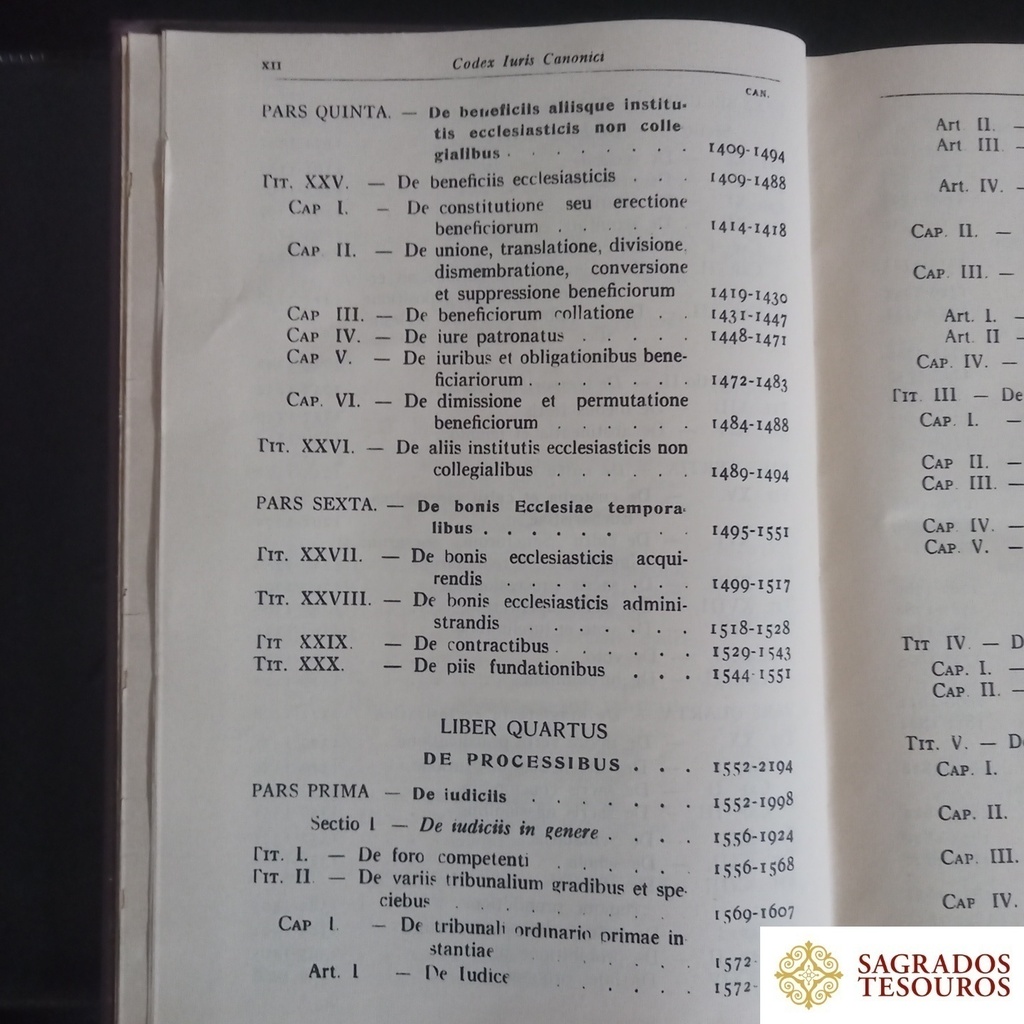 XII Codex Iuris Canonici
CAN.
PARS QUINTA. — De beneficiis aliisque institu-
tis ecclesiasticis non colle
gialibus . . . . . . . . 1409-1494
TIT. XXV. — De beneficiis ecclesiasticis . . . 1409-1488
CAP I. — De constitutione seu erectione
beneficiorum . . . . . 1414-1418
CAP. II. — De unione, translatione, divisione,
dismembratione, conversione
et suppressione beneficiorum 1419-1430
CAP III. — De beneficiorum collatione . . 1431-1447
CAP IV. — De iure patronatus . . . . . 1448-1471
CAP V. — De iuribus et obligationibus bene-
ficiariorum . . . . . . . 1472-1483
CAP. VI. — De dimissione et permutatione
beneficiorum . . . . . . 1484-1488
TIT. XXVI. — De aliis institutis ecclesiasticis non
collegialibus . . . . . . 1489-1494
PARS SEXTA. — De bonis Ecclesiae tempora-
libus . . . . . . . . 1495-1551
TIT. XXVII. — De bonis ecclesiasticis acqui-
rendis . . . . . . . . 1499-1517
TIT. XXVIII. — De bonis ecclesiasticis admini-
strandis . . . . . . . 1518-1528
TIT XXIX. — De contractibus . . . . . . 1529-1543
TIT. XXX. — De piis fundationibus . . . 1544-1551
LIBER QUARTUS
DE PROCESSIBUS . . . 1552-2194
PARS PRIMA — De iudiciis . . . . . . . 1552-1998
Sectio I — De iudiciis in genere . . . . 1556-1924
TIT. I. — De foro competenti . . . . . . 1556-1568
TIT. II — De variis tribunalium gradibus et spe-
ciebus . . . . . . . . 1569-1607
CAP I. — De tribunali ordinario primae in
stantiae . . . . . . 1572-
Art. I — De Iudice . . . . . . 1572-
Art II. —
Art III —
Art. IV. —
CAP. II. —
CAP. III. —
Art. I. —
Art. II —
CAP. IV. —
TIT. III — De
CAP. I. —
CAP II. —
CAP. III. —
CAP. IV. —
CAP. V. —
TIT IV. — D
CAP. I. —
CAP. II. —
TIT. V. — D
CAP. I.
CAP. II.
CAP. III.
CAP IV.
SAGRADOS
TESOUROS